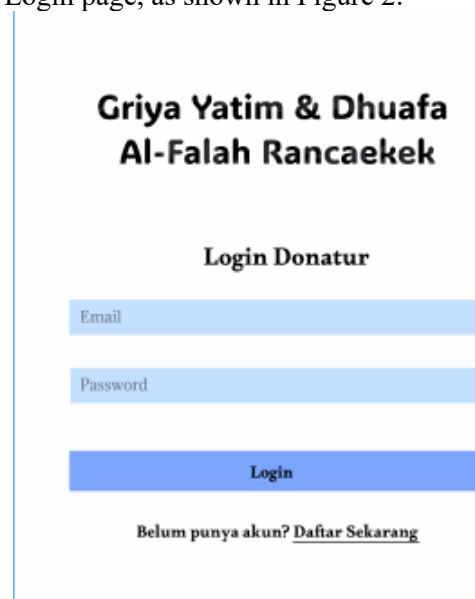 Login page, as shown in Figure 2.
Griya Yatim & Dhuafa
Al-Falah Rancaekek
Login Donatur
Email
Password
Login
Belum punya akun? Daftar Sekarang